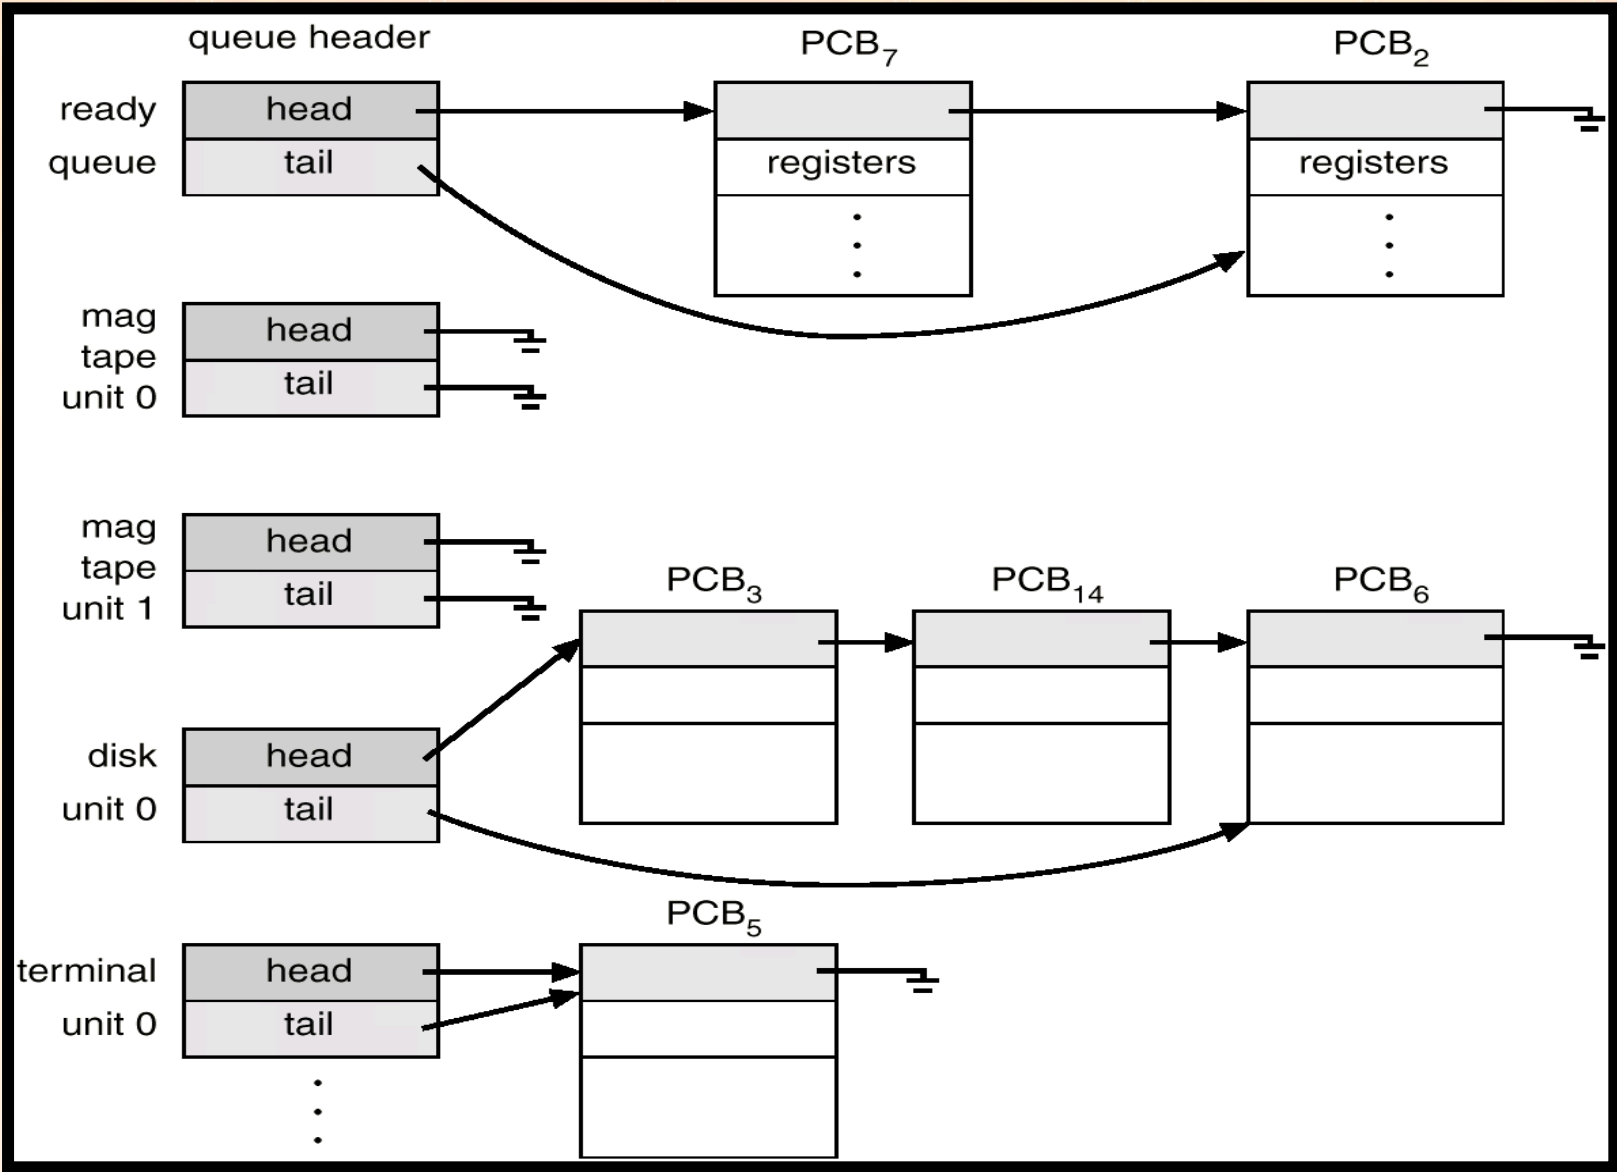 queue header
PCB7
PCB2
ready
head
queue
tail
registers
registers
mag
tape
unit 0
head
tail
mag
tape
unit 1
head
tail
PCB3
PCB14
PCB6
disk
head
unit 0
tail
PCB5
terminal
head
unit 0
tail